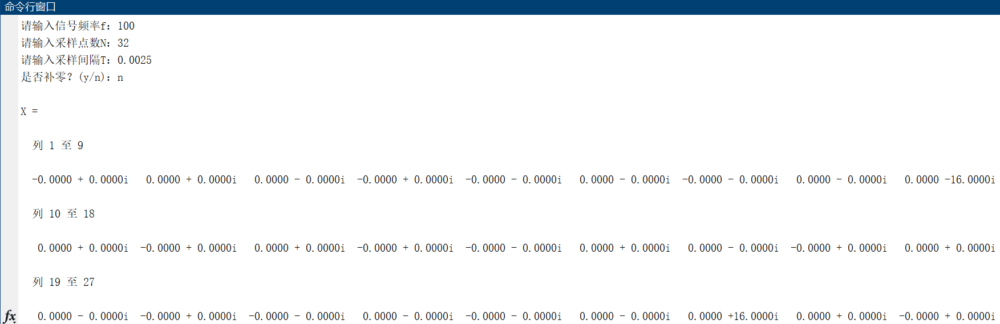 命令行窗口
请输入信号频率f: 100
请输入采样点数N: 32
请输入采样间隔T: 0.0025
是否补零? (y/n): n
X =
列 1 至 9
-0.0000 + 0.0000i   0.0000 + 0.0000i   0.0000 - 0.0000i  -0.0000 + 0.0000i  -0.0000 - 0.0000i   0.0000 - 0.0000i  -0.0000 - 0.0000i   0.0000 - 0.0000i   0.0000 -16.0000i
列 10 至 18
0.0000 + 0.0000i  -0.0000 + 0.0000i   0.0000 + 0.0000i  -0.0000 + 0.0000i  -0.0000 - 0.0000i   0.0000 + 0.0000i   0.0000 - 0.0000i  -0.0000 + 0.0000i   0.0000 + 0.0000i
列 19 至 27
fx 0.0000 - 0.0000i  -0.0000 + 0.0000i  -0.0000 - 0.0000i   0.0000 - 0.0000i  -0.0000 - 0.0000i   0.0000 - 0.0000i   0.0000 +16.0000i   0.0000 + 0.0000i  -0.0000 + 0.0000i